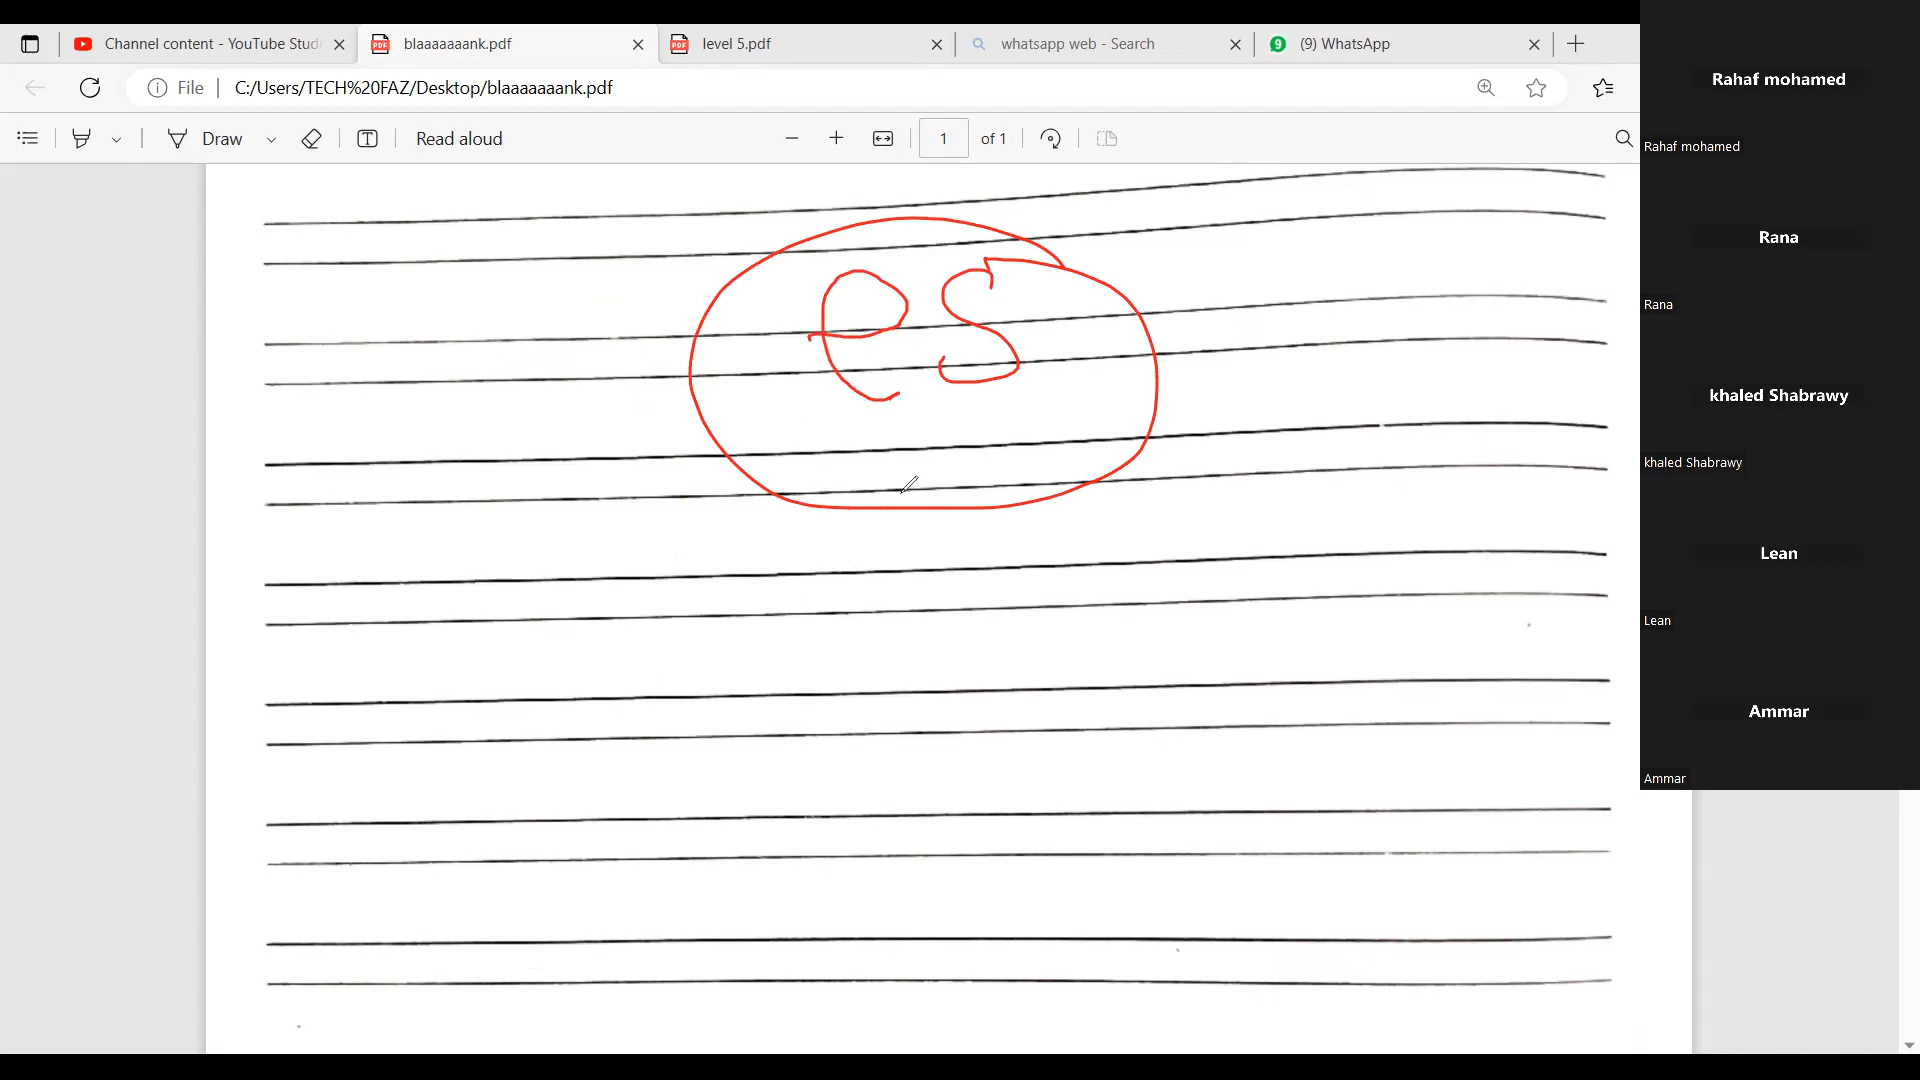 Channel content - YouTube Stud
blaaaaaaank.pdf
level 5.pdf
whatsapp web - Search
9
(9) WhatsApp
File
C:/Users/TECH%20FAZ/Desktop/blaaaaaaank.pdf
Draw
Read aloud
1
of 1
es
Rahaf mohamed
Rahaf mohamed
Rana
Rana
khaled Shabrawy
khaled Shabrawy
Lean
Lean
Ammar
Ammar